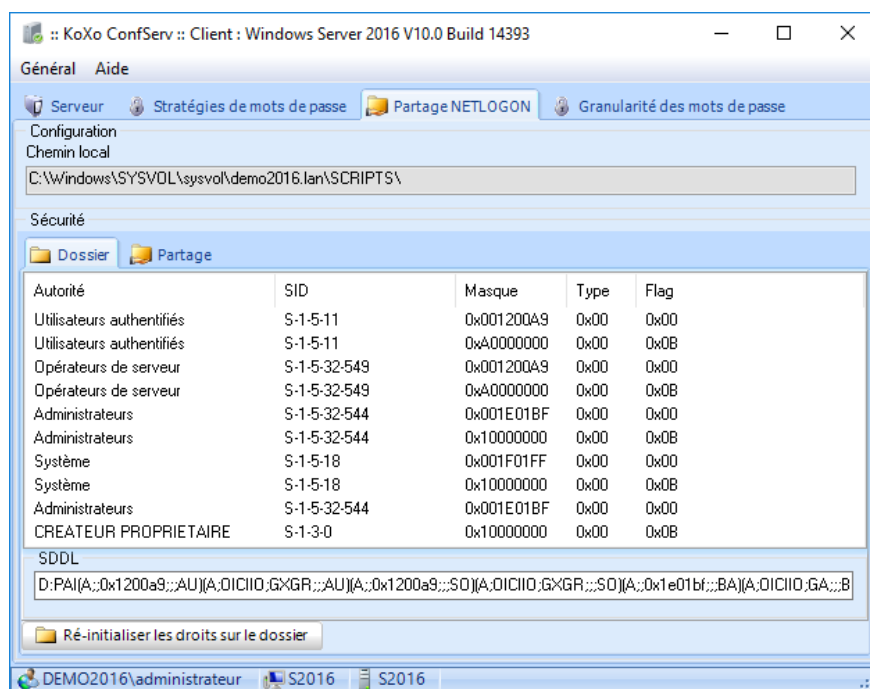 :: KoXo ConfServ :: Client : Windows Server 2016 V10.0 Build 14393
Général Aide
Serveur Stratégies de mots de passe Partage NETLOGON Granularité des mots de passe
Configuration
Chemin local
C:\Windows\SYSVOL\sysvol\demo2016.lan\SCRIPTS\
Sécurité
Dossier Partage
Autorité SID Masque Type Flag
Utilisateurs authentifiés S-1-5-11 0x001200A9 0x00 0x00
Utilisateurs authentifiés S-1-5-11 0xA0000000 0x00 0x0B
Opérateurs de serveur S-1-5-32-549 0x001200A9 0x00 0x00
Opérateurs de serveur S-1-5-32-549 0xA0000000 0x00 0x0B
Administrateurs S-1-5-32-544 0x001E01BF 0x00 0x00
Administrateurs S-1-5-32-544 0x10000000 0x00 0x0B
Système S-1-5-18 0x001F01FF 0x00 0x00
Système S-1-5-18 0x10000000 0x00 0x0B
Administrateurs S-1-5-32-544 0x001E01BF 0x00 0x00
CREATEUR PROPRIETAIRE S-1-3-0 0x10000000 0x00 0x0B
SDDL
D:PAI(A;;0x1200a9;;;AU)(A;OICIIO;GXGR;;;AU)(A;;0x1200a9;;;SO)(A;OICIIO;GXGR;;;SO)(A;;0x1e01bf;;;BA)(A;OICIIO;GA;;;B
Ré-initialiser les droits sur le dossier
DEMO2016\administrateur S2016 S2016